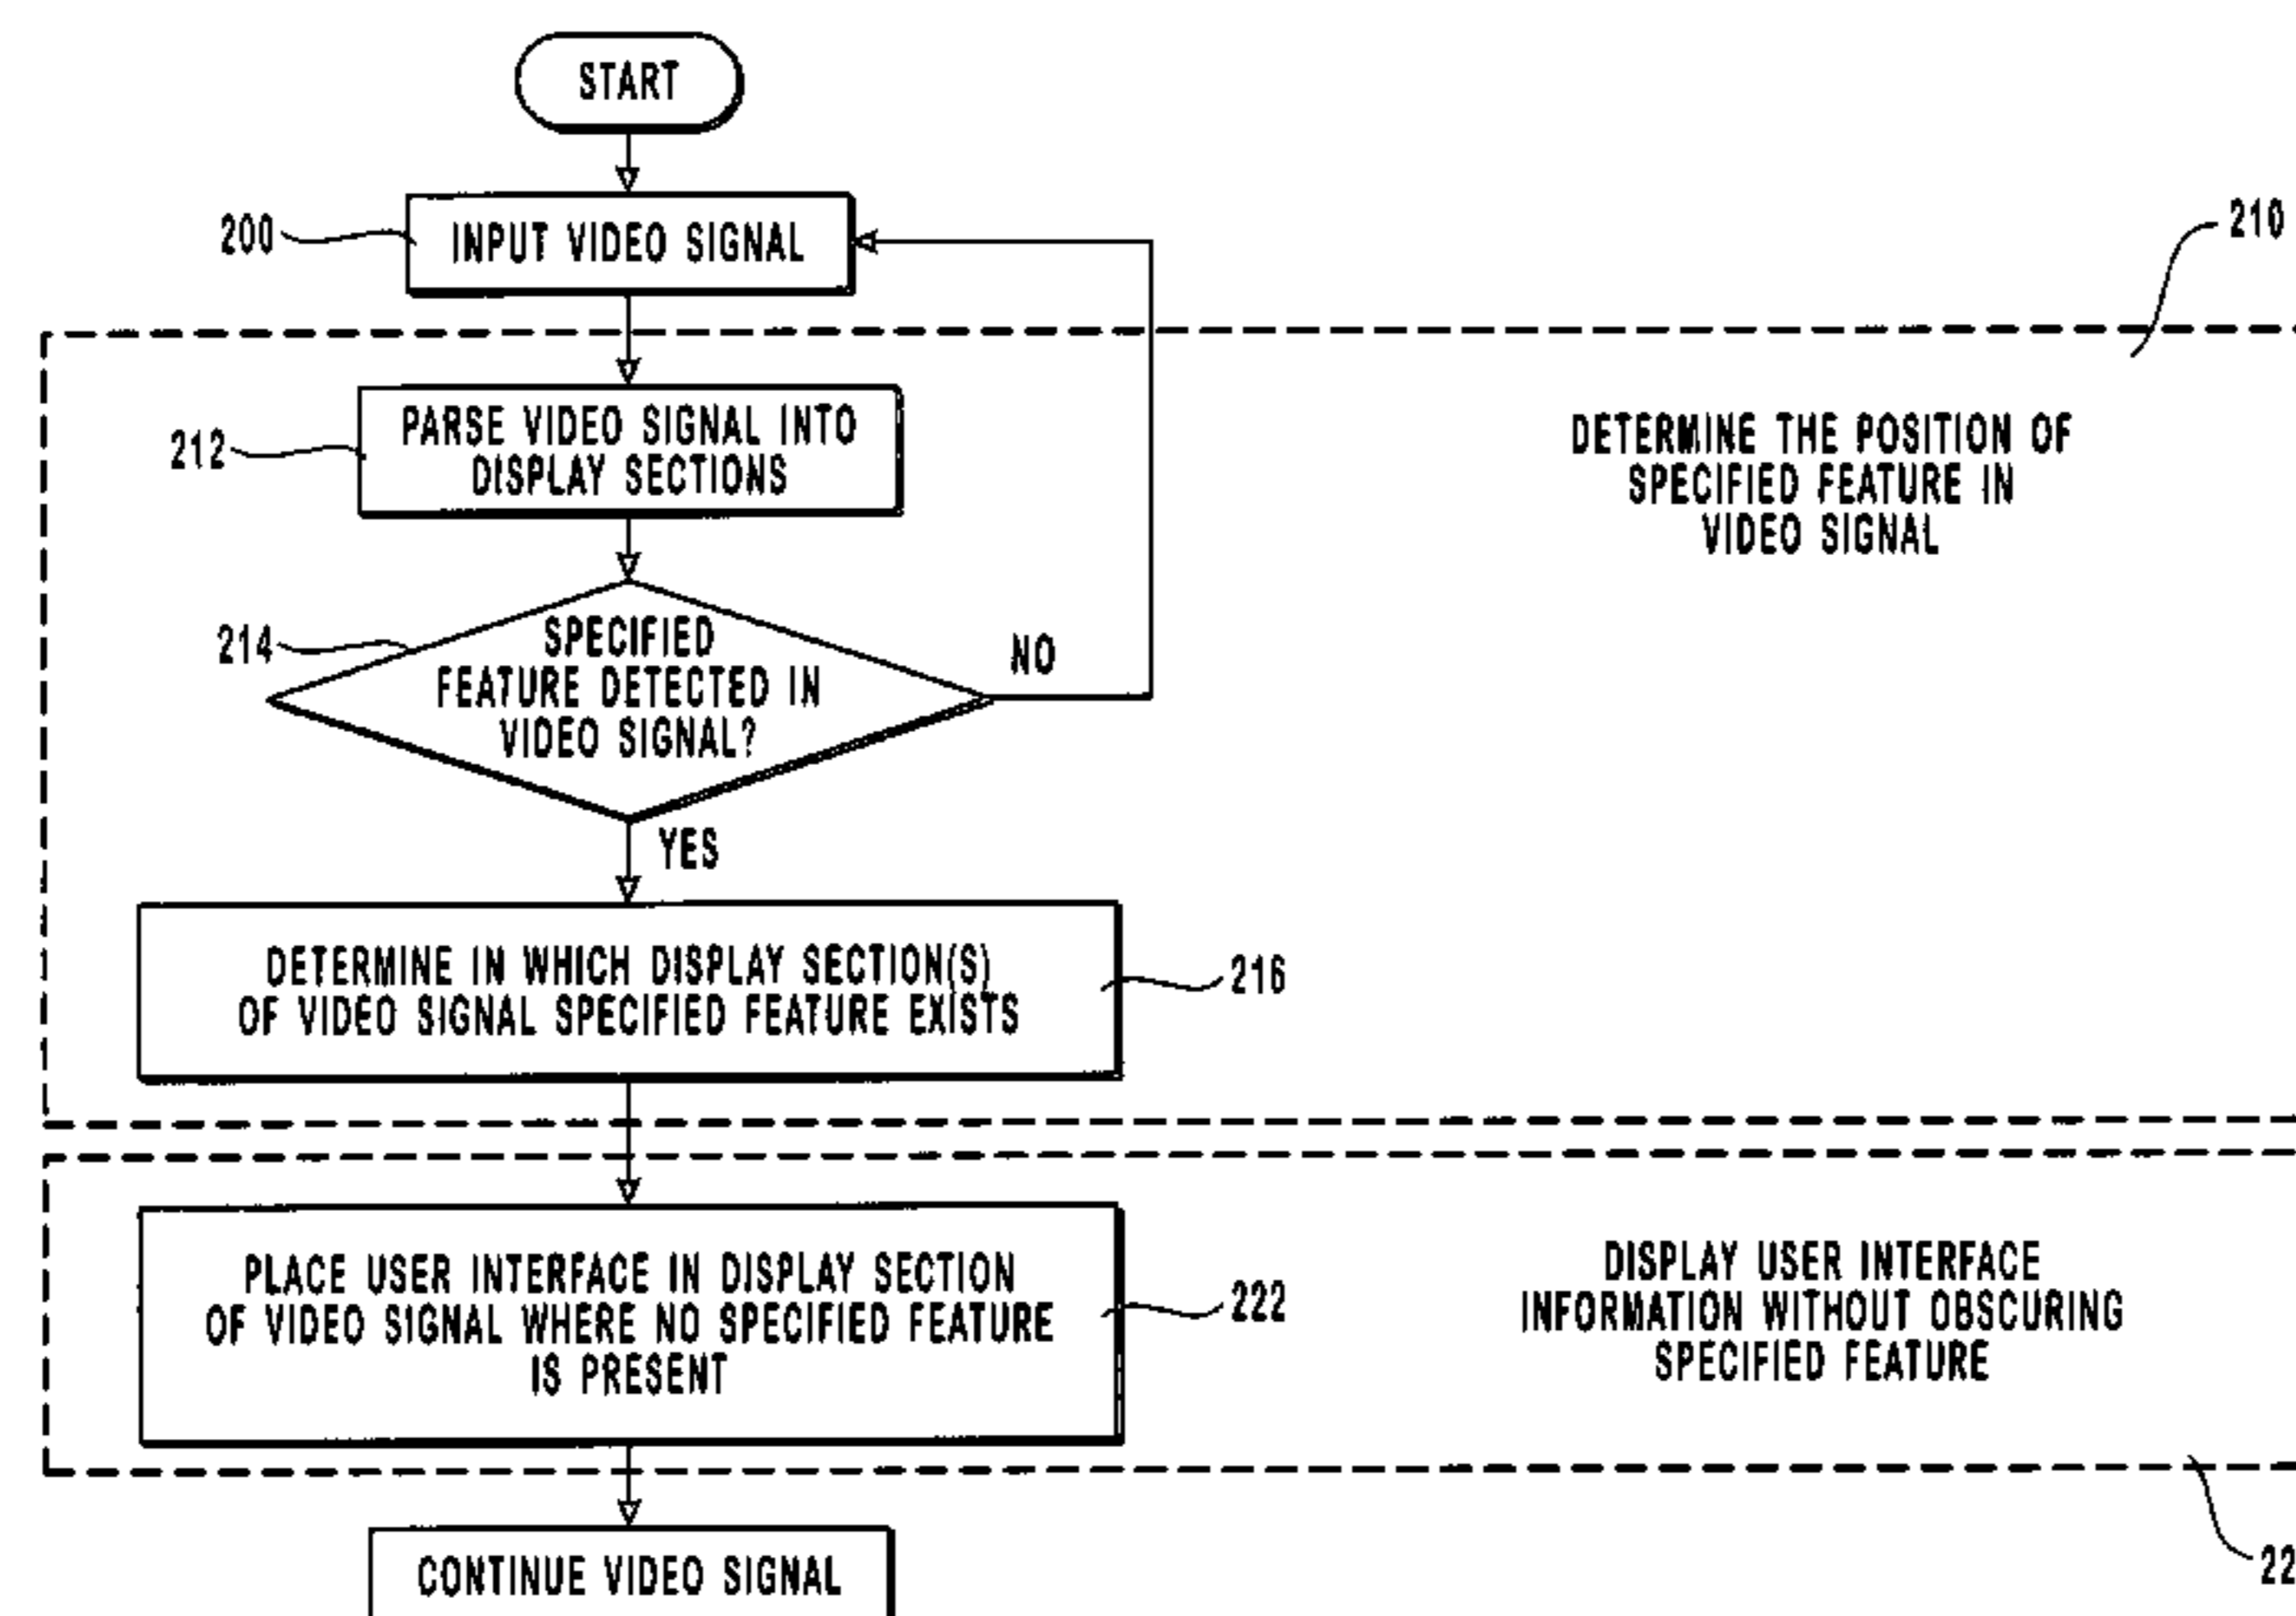 START
200
INPUT VIDEO SIGNAL
210
212
PARSE VIDEO SIGNAL INTO
DISPLAY SECTIONS
DETERMINE THE POSITION OF
SPECIFIED FEATURE IN
VIDEO SIGNAL
214
SPECIFIED
FEATURE DETECTED IN
VIDEO SIGNAL?
NO
YES
DETERMINE IN WHICH DISPLAY SECTION(S)
OF VIDEO SIGNAL SPECIFIED FEATURE EXISTS
216
PLACE USER INTERFACE IN DISPLAY SECTION
OF VIDEO SIGNAL WHERE NO SPECIFIED FEATURE
IS PRESENT
222
DISPLAY USER INTERFACE
INFORMATION WITHOUT OBSCURING
SPECIFIED FEATURE
CONTINUE VIDEO SIGNAL